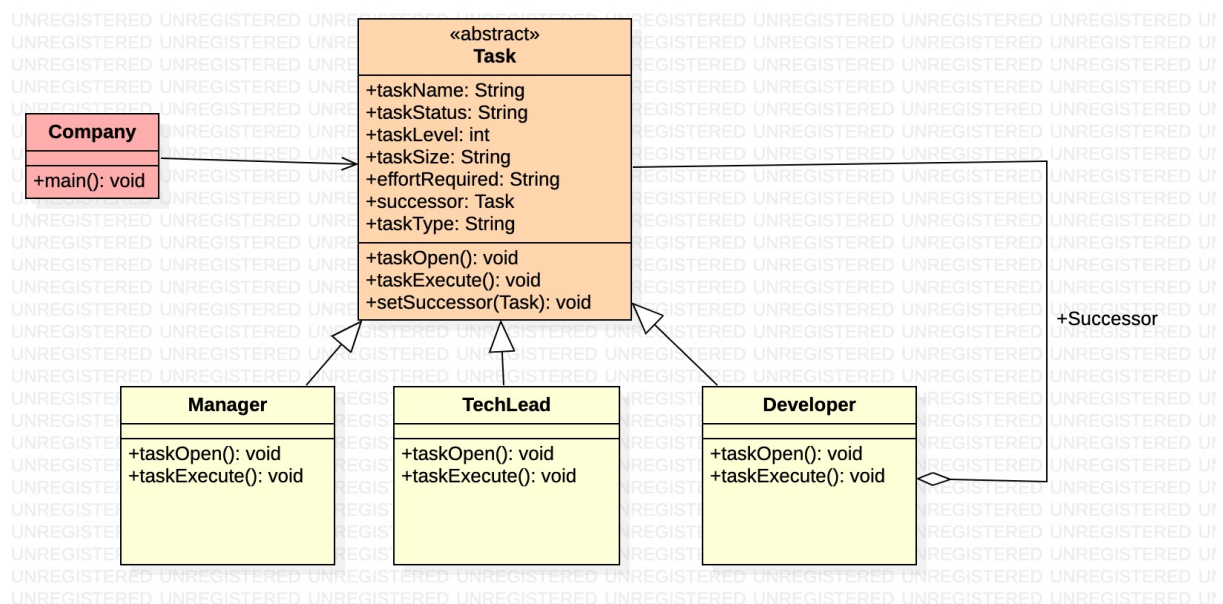 «abstract»
Task
+taskName: String
+taskStatus: String
+taskLevel: int
+taskSize: String
+effortRequired: String
+successor: Task
+taskType: String
+taskOpen(): void
+taskExecute(): void
+setSuccessor(Task): void
Company
+main(): void
+Successor
Manager
+taskOpen(): void
+taskExecute(): void
TechLead
+taskOpen(): void
+taskExecute(): void
Developer
+taskOpen(): void
+taskExecute(): void
UNREGISTERED